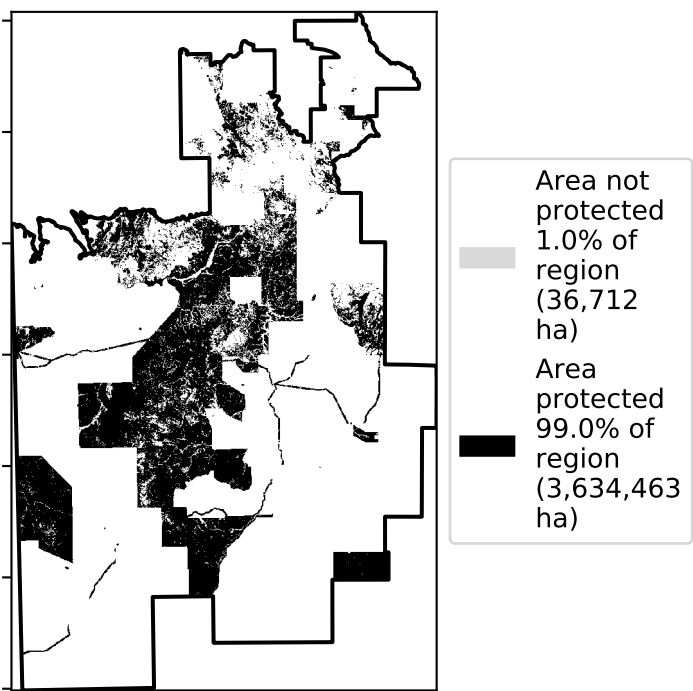 Area not
protected
1.0% of
region
(36,712
ha)
Area
protected
99.0% of
region
(3,634,463
ha)